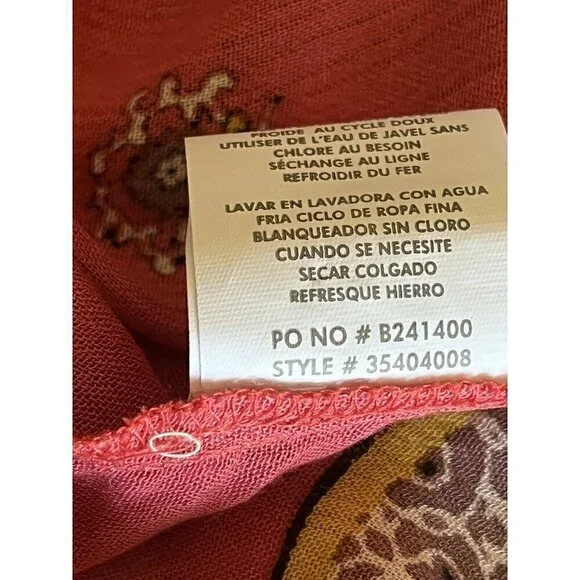 FROIDE AU CYCLE DOUX
UTILISER DE L'EAU DE JAVEL SANS
CHLORE AU BESOIN
SÉCHANGE AU LIGNE
REFROIDIR DU FER
LAVAR EN LAVADORA CON AGUA
FRIA CICLO DE ROPA FINA
BLANQUEADOR SIN CLORO
CUANDO SE NECESITE
SECAR COLGADO
REFRESQUE HIERRO
PO NO # B241400
STYLE # 35404008